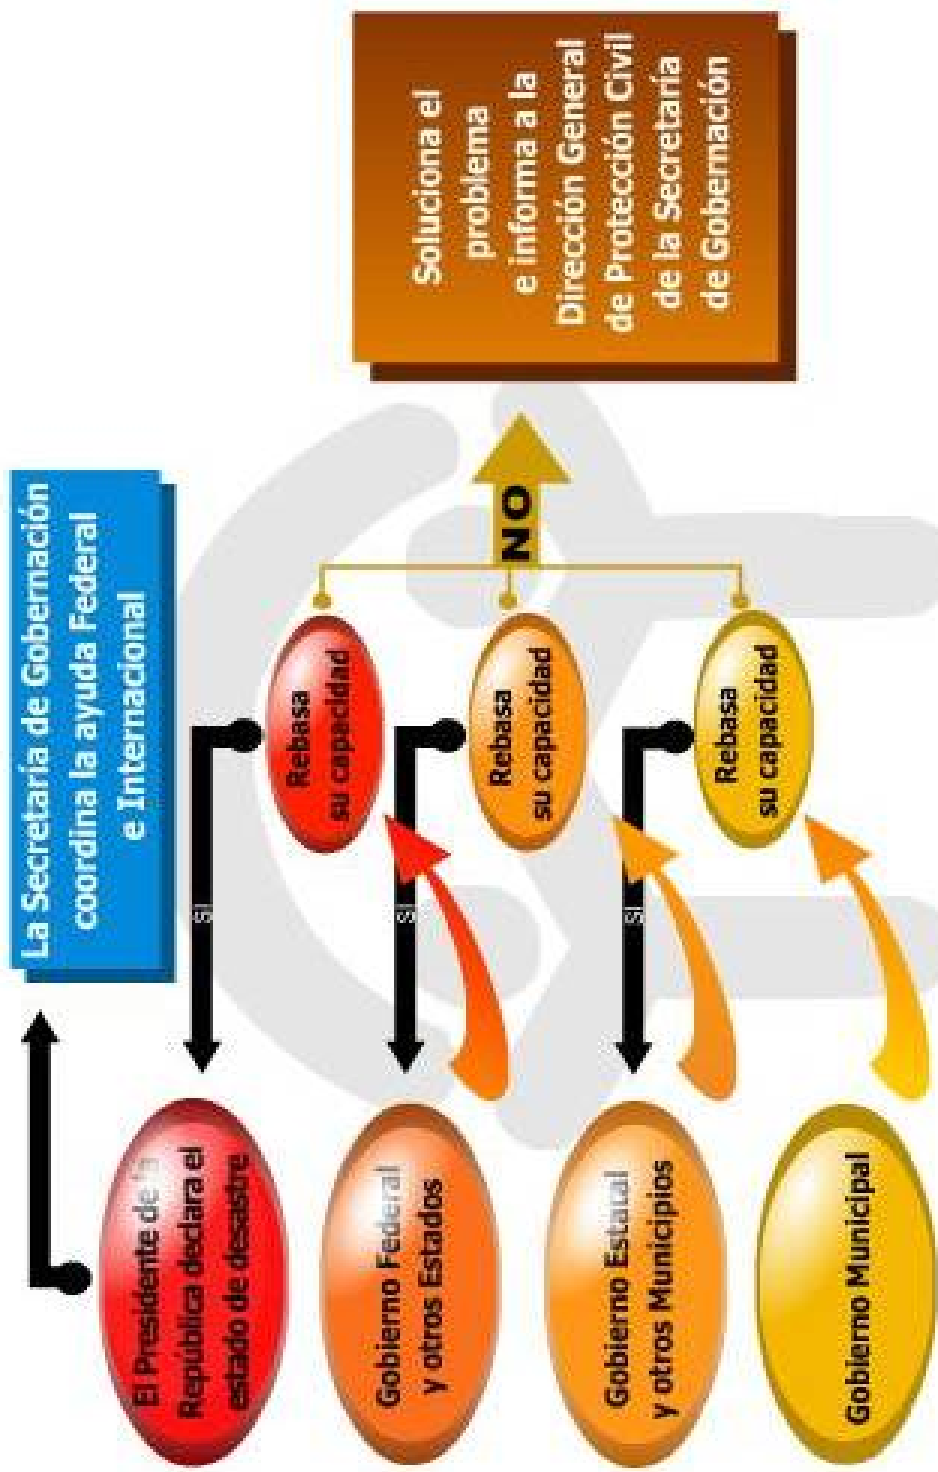 La Secretaría de Gobernación
coordina la ayuda Federal
e Internacional
El Presidente de la
República declara el
estado de desastre
SI
Rebasa
su capacidad
Gobierno Federal
y otros Estados
SI
Rebasa
su capacidad
Gobierno Estatal
y otros Municipios
SI
Rebasa
su capacidad
Gobierno Municipal
NO
Soluciona el
problema
e informa a la
Dirección General
de Protección Civil
de la Secretaría
de Gobernación